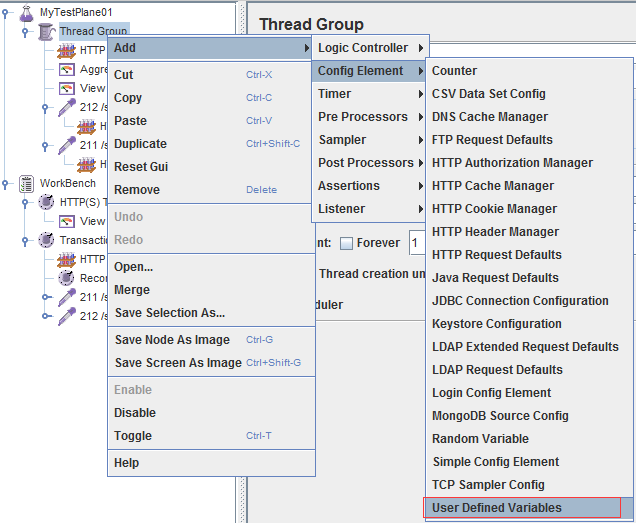 MyTestPlane01
Thread Group
HTTP
Aggre
View
212 /s
HTTP
211 /s
HTTP
WorkBench
HTTP(S) T
View
Transactio
HTTP
Reco
211 /s
212 /s
Thread Group
Add
Cut Ctrl-X
Copy Ctrl-C
Paste Ctrl-V
Duplicate Ctrl+Shift-C
Reset Gui
Remove Delete
Undo
Redo
Open...
Merge
Save Selection As...
Save Node As Image Ctrl-G
Save Screen As Image Ctrl+Shift-G
Enable
Disable
Toggle Ctrl-T
Help
Logic Controller
Config Element
Timer
Pre Processors
Sampler
Post Processors
Assertions
Listener
nt: Forever 1
Thread creation un
duler
Counter
CSV Data Set Config
DNS Cache Manager
FTP Request Defaults
HTTP Authorization Manager
HTTP Cache Manager
HTTP Cookie Manager
HTTP Header Manager
HTTP Request Defaults
Java Request Defaults
JDBC Connection Configuration
Keystore Configuration
LDAP Extended Request Defaults
LDAP Request Defaults
Login Config Element
MongoDB Source Config
Random Variable
Simple Config Element
TCP Sampler Config
User Defined Variables